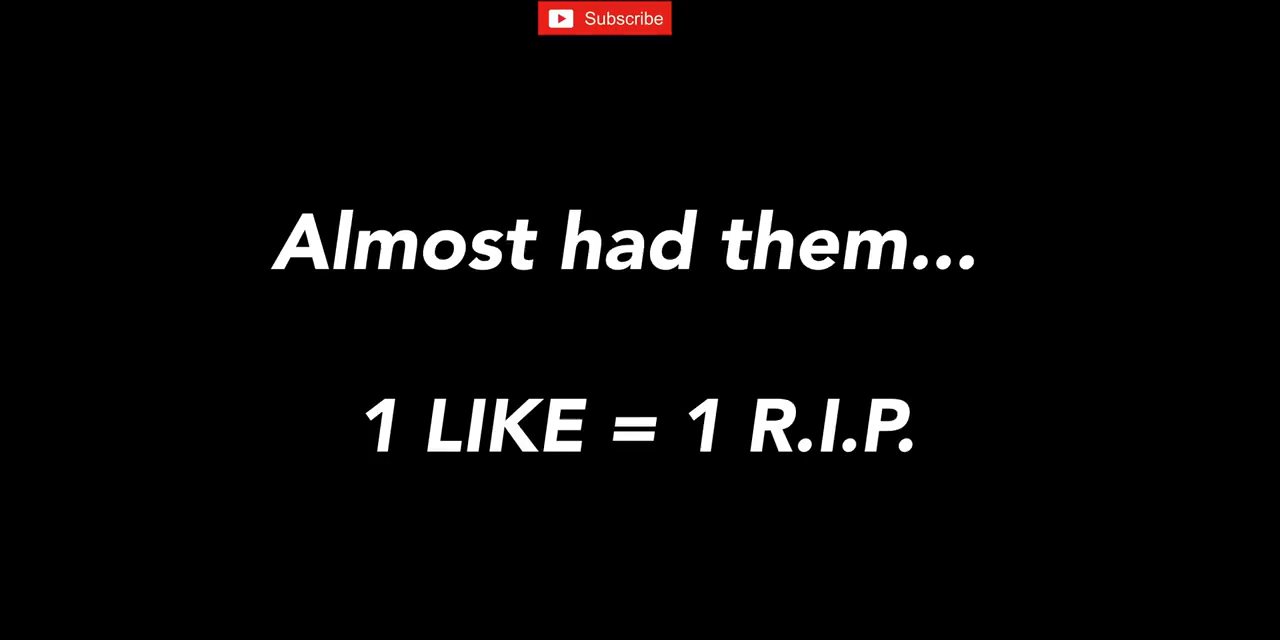 Subscribe
Almost had them...
1 LIKE = 1 R.I.P.